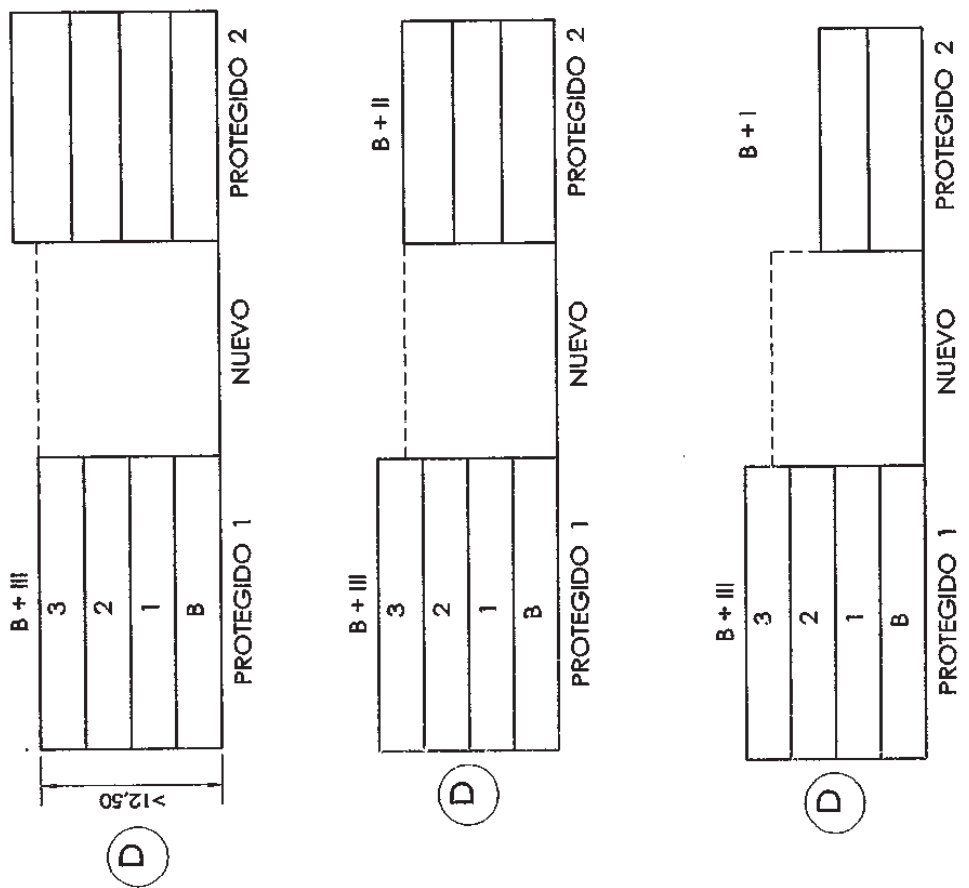 B + III
3
2
1
B
PROTEGIDO 1
NUEVO
PROTEGIDO 2
>12,50
D
B + III
3
2
1
B
PROTEGIDO 1
NUEVO
B + II
PROTEGIDO 2
D
B + III
3
2
1
B
PROTEGIDO 1
NUEVO
B + I
PROTEGIDO 2
D